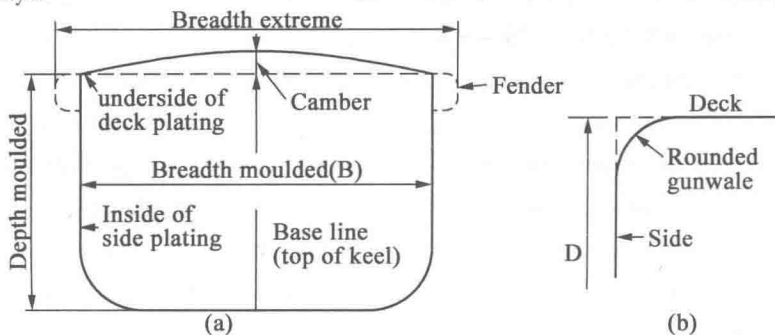 Breadth extreme
underside of
deck plating
Camber
Fender
Depth moulded
Breadth moulded(B)
Inside of
side plating
Base line
(top of keel)
(a)
Deck
Rounded
gunwale
D
Side
(b)